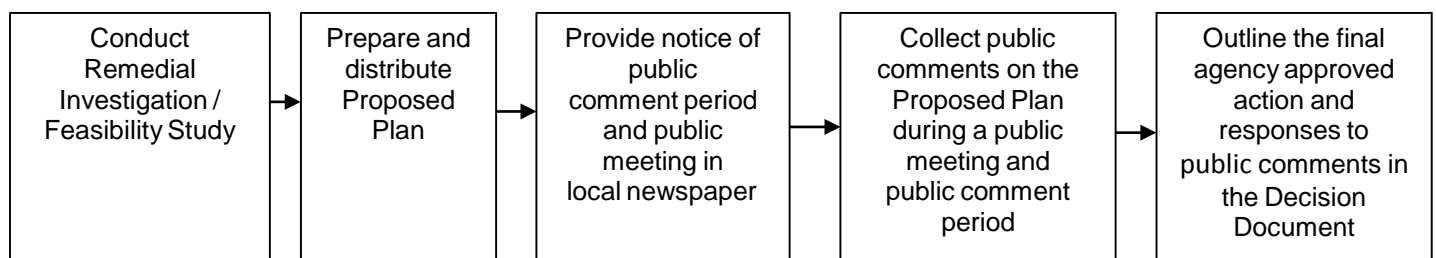 Conduct
Remedial
Investigation /
Feasibility Study
Prepare and
distribute
Proposed
Plan
Provide notice of
public
comment period
and public
meeting in
local newspaper
Collect public
comments on the
Proposed Plan
during a public
meeting and
public comment
period
Outline the final
agency approved
action and
responses to
public comments in
the Decision
Document